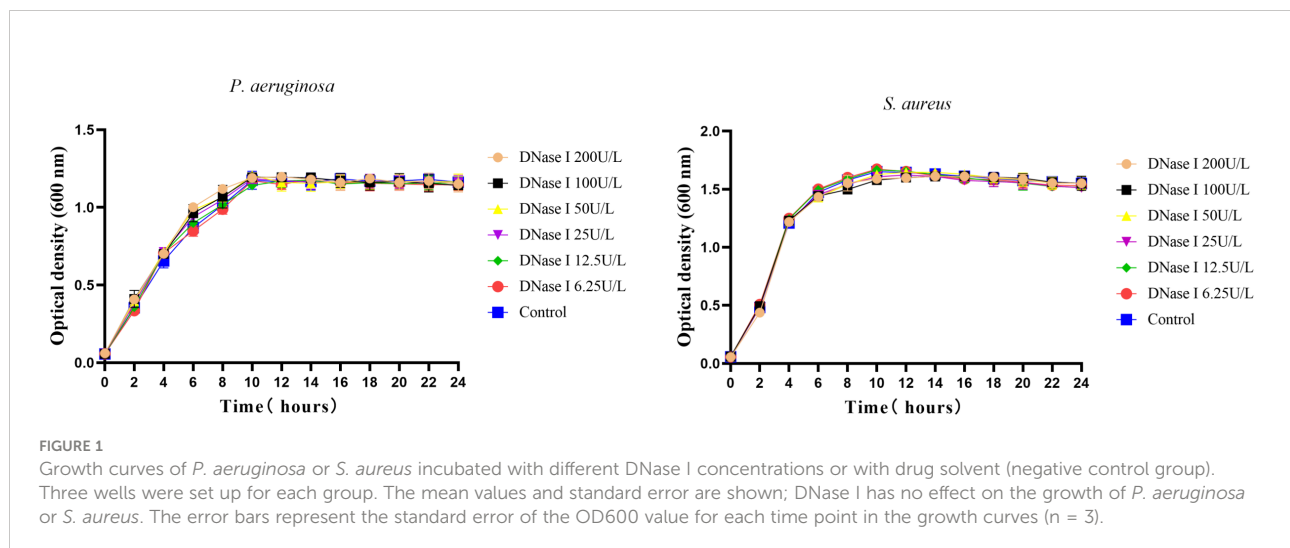 P. aeruginosa
Optical density (600 nm)
1.5
1.0
0.5
0.0
0 2 4 6 8 10 12 14 16 18 20 22 24
Time( hours)
DNase I 200U/L
DNase I 100U/L
DNase I 50U/L
DNase I 25U/L
DNase I 12.5U/L
DNase I 6.25U/L
Control
S. aureus
Optical density (600 nm)
2.0
1.5
1.0
0.5
0.0
0 2 4 6 8 10 12 14 16 18 20 22 24
Time( hours)
DNase I 200U/L
DNase I 100U/L
DNase I 50U/L
DNase I 25U/L
DNase I 12.5U/L
DNase I 6.25U/L
Control
FIGURE 1
Growth curves of P. aeruginosa or S. aureus incubated with different DNase I concentrations or with drug solvent (negative control group).
Three wells were set up for each group. The mean values and standard error are shown; DNase I has no effect on the growth of P. aeruginosa
or S. aureus. The error bars represent the standard error of the OD600 value for each time point in the growth curves (n = 3).